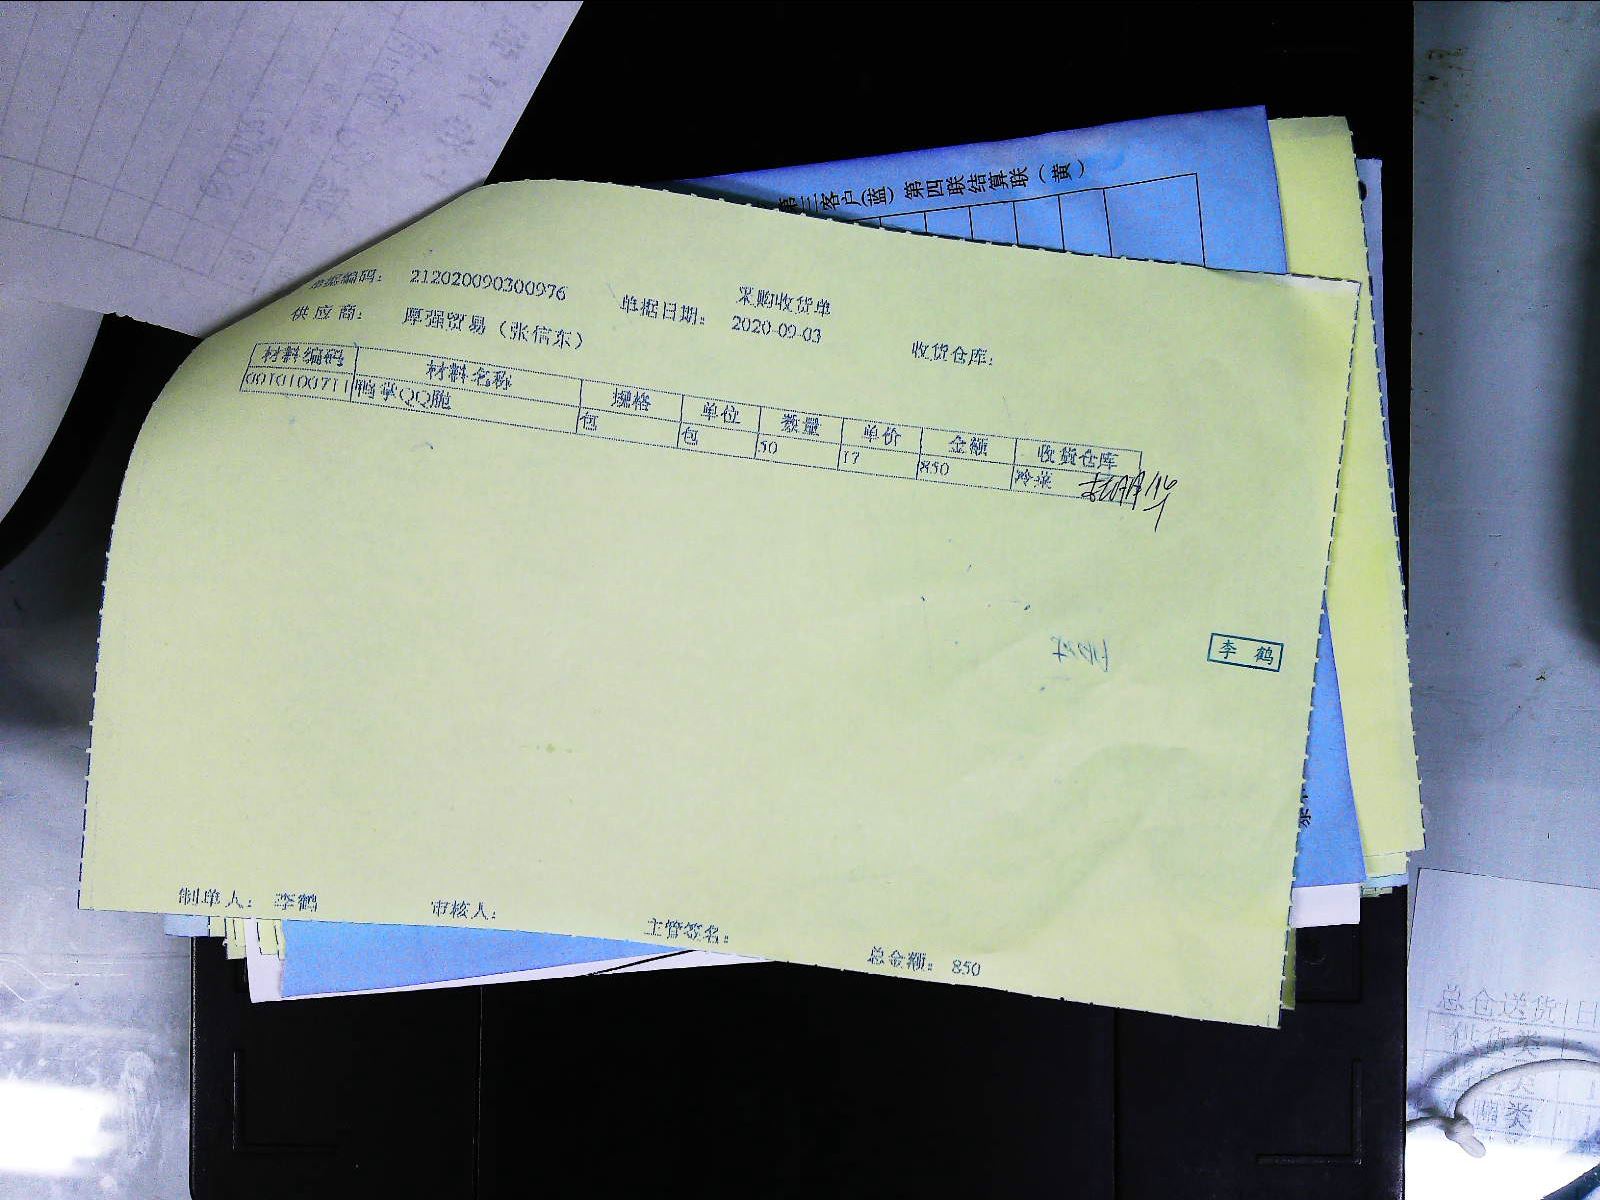 第三客户(蓝) 第四联结算联（黄）
采购收货单
单据编码： 212020090300976 单据日期： 2020-09-03 收货仓库：
供应商： 厚强贸易（张信东）
材料编码 材料名称 规格 单位 数量 单价 金额 收货仓库
0010100711 鸭掌QQ脆 包 包 50 17 850 冷菜
李鹤
制单人： 李鹤 审核人： 主管签名： 总金额： 850
总仓送货1日